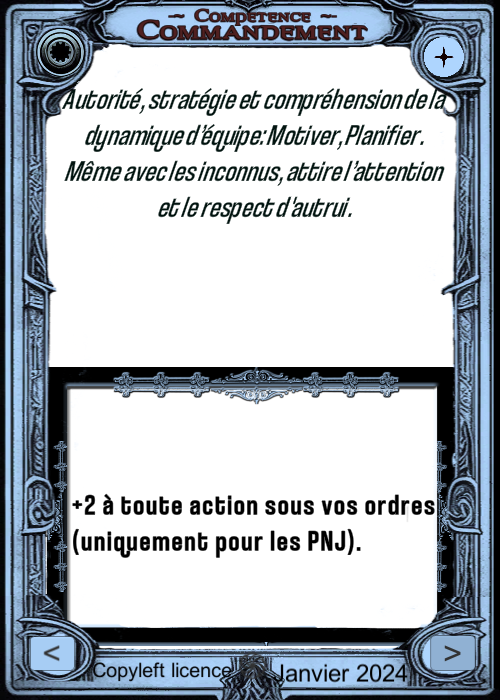 ~ Compétence ~
Commandement
Autorité, stratégie et compréhension de la
dynamique d'équipe: Motiver, Planifier.
Même avec les inconnus, attire l'attention
et le respect d'autrui.
+2 à toute action sous vos ordres
(uniquement pour les PNJ).
< >
Copyleft licence Janvier 2024